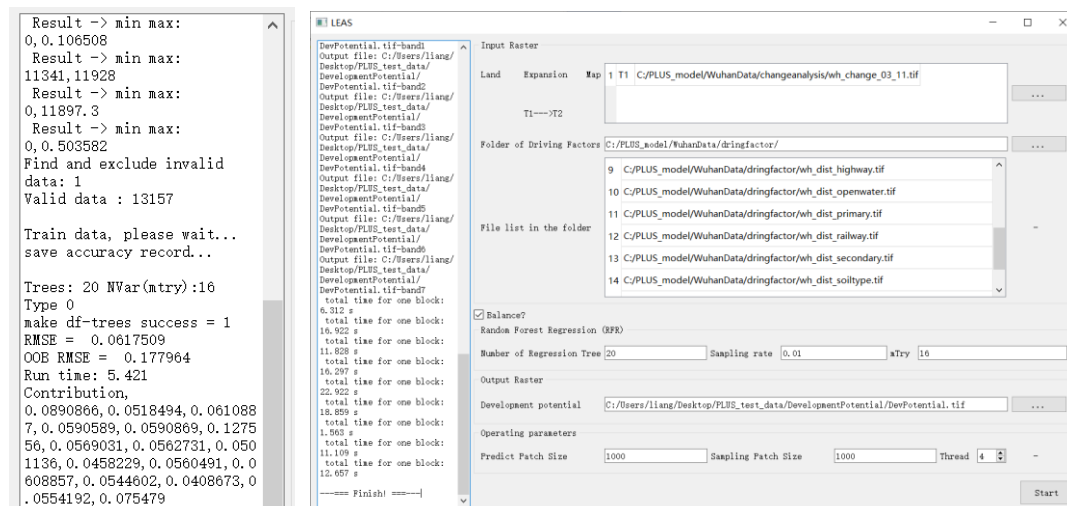 Result -> min max:
0,0.106508
Result -> min max:
11341,11928
Result -> min max:
0,11897.3
Result -> min max:
0,0.503582
Find and exclude invalid
data: 1
Valid data : 13157
Train data, please wait...
save accuracy record...
Trees: 20 NVar(mtry):16
Type 0
make df-trees success = 1
RMSE =  0.0617509
OOB RMSE =  0.177964
Run time: 5.421
Contribution,
0.0890866,0.0518494,0.061088
7,0.0590589,0.0590869,0.1275
56,0.0569031,0.0562731,0.050
1136,0.0458229,0.0560491,0.0
608857,0.0544602,0.0408673,0
.0554192,0.075479
LEAS
DevPotential.tif-band1
Output file: C:/Users/liang/
Desktop/PLUS_test_data/
DevelopmentPotential/
DevPotential.tif-band2
Output file: C:/Users/liang/
Desktop/PLUS_test_data/
DevelopmentPotential/
DevPotential.tif-band3
Output file: C:/Users/liang/
Desktop/PLUS_test_data/
DevelopmentPotential/
DevPotential.tif-band4
Output file: C:/Users/liang/
Desktop/PLUS_test_data/
DevelopmentPotential/
DevPotential.tif-band5
Output file: C:/Users/liang/
Desktop/PLUS_test_data/
DevelopmentPotential/
DevPotential.tif-band6
Output file: C:/Users/liang/
Desktop/PLUS_test_data/
DevelopmentPotential/
DevPotential.tif-band7
total time for one block:
6.312 s
total time for one block:
16.922 s
total time for one block:
11.828 s
total time for one block:
16.297 s
total time for one block:
22.922 s
total time for one block:
18.859 s
total time for one block:
1.563 s
total time for one block:
11.109 s
total time for one block:
12.657 s
---=== Finish! ===---
Input Raster
Land Expansion Map 1 T1 C:/PLUS_model/WuhanData/changeanalysis/wh_change_03_11.tif
...
T1--->T2
Folder of Driving Factors C:/PLUS_model/WuhanData/dringfactor/ ...
9 C:/PLUS_model/WuhanData/dringfactor/wh_dist_highway.tif
10 C:/PLUS_model/WuhanData/dringfactor/wh_dist_openwater.tif
11 C:/PLUS_model/WuhanData/dringfactor/wh_dist_primary.tif
File list in the folder
12 C:/PLUS_model/WuhanData/dringfactor/wh_dist_railway.tif
13 C:/PLUS_model/WuhanData/dringfactor/wh_dist_secondary.tif
14 C:/PLUS_model/WuhanData/dringfactor/wh_dist_soiltype.tif
Balance?
Random Forest Regression (RFR)
Number of Regression Tree 20 Sampling rate 0.01 mTry 16
Output Raster
Development potential C:/Users/liang/Desktop/PLUS_test_data/DevelopmentPotential/DevPotential.tif ...
Operating parameters
Predict Patch Size 1000 Sampling Patch Size 1000 Thread 4 -
Start